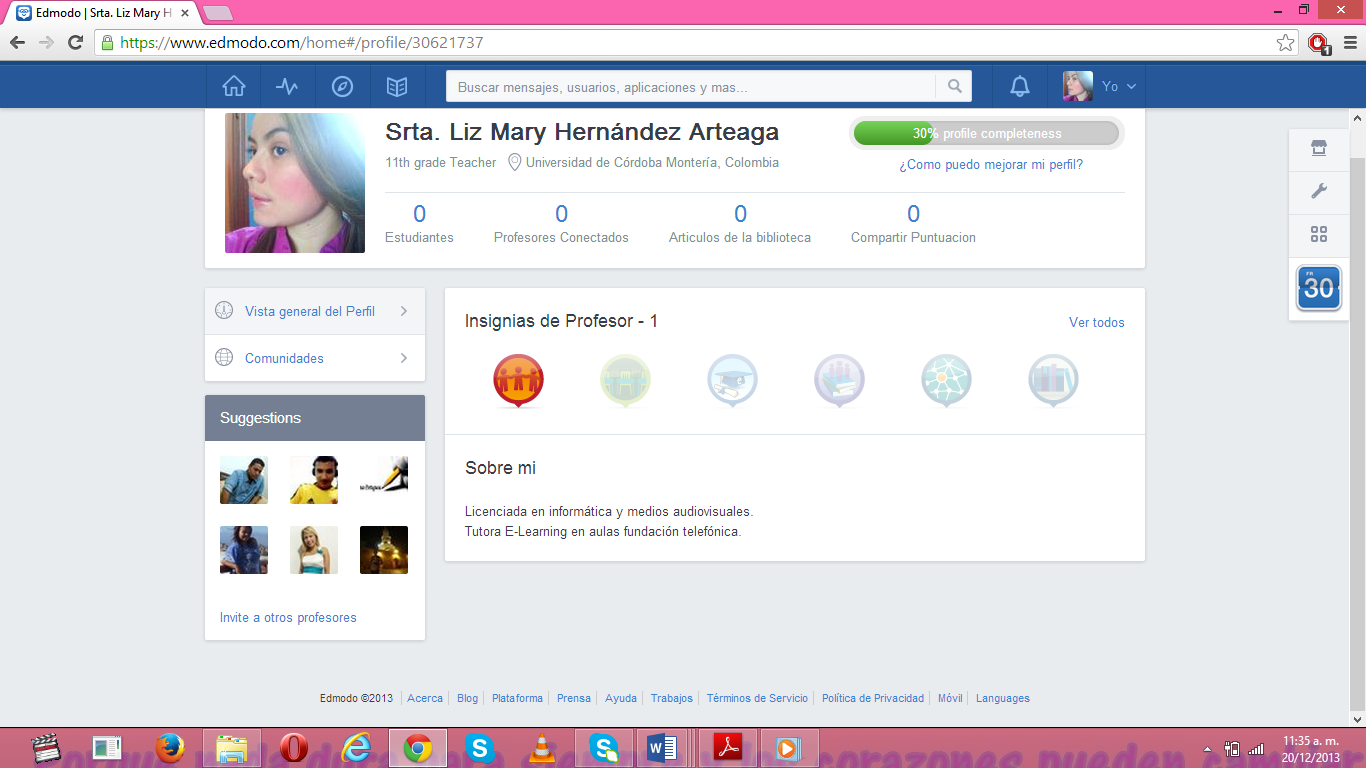 Edmodo | Srta. Liz Mary H
https://www.edmodo.com/home#/profile/30621737
1
Buscar mensajes, usuarios, aplicaciones y mas...
Yo
Srta. Liz Mary Hernández Arteaga
30% profile completeness
11th grade Teacher
Universidad de Córdoba Montería, Colombia
¿Como puedo mejorar mi perfil?
0
Estudiantes
0
Profesores Conectados
0
Articulos de la biblioteca
0
Compartir Puntuacion
FR
30
Vista general del Perfil
Comunidades
Insignias de Profesor - 1
Ver todos
Suggestions
Sobre mi
Licenciada en informática y medios audiovisuales.
Tutora E-Learning en aulas fundación telefónica.
Invite a otros profesores
Edmodo ©2013 Acerca Blog Plataforma Prensa Ayuda Trabajos Términos de Servicio Política de Privacidad Móvil Languages
11:35 a. m.
20/12/2013